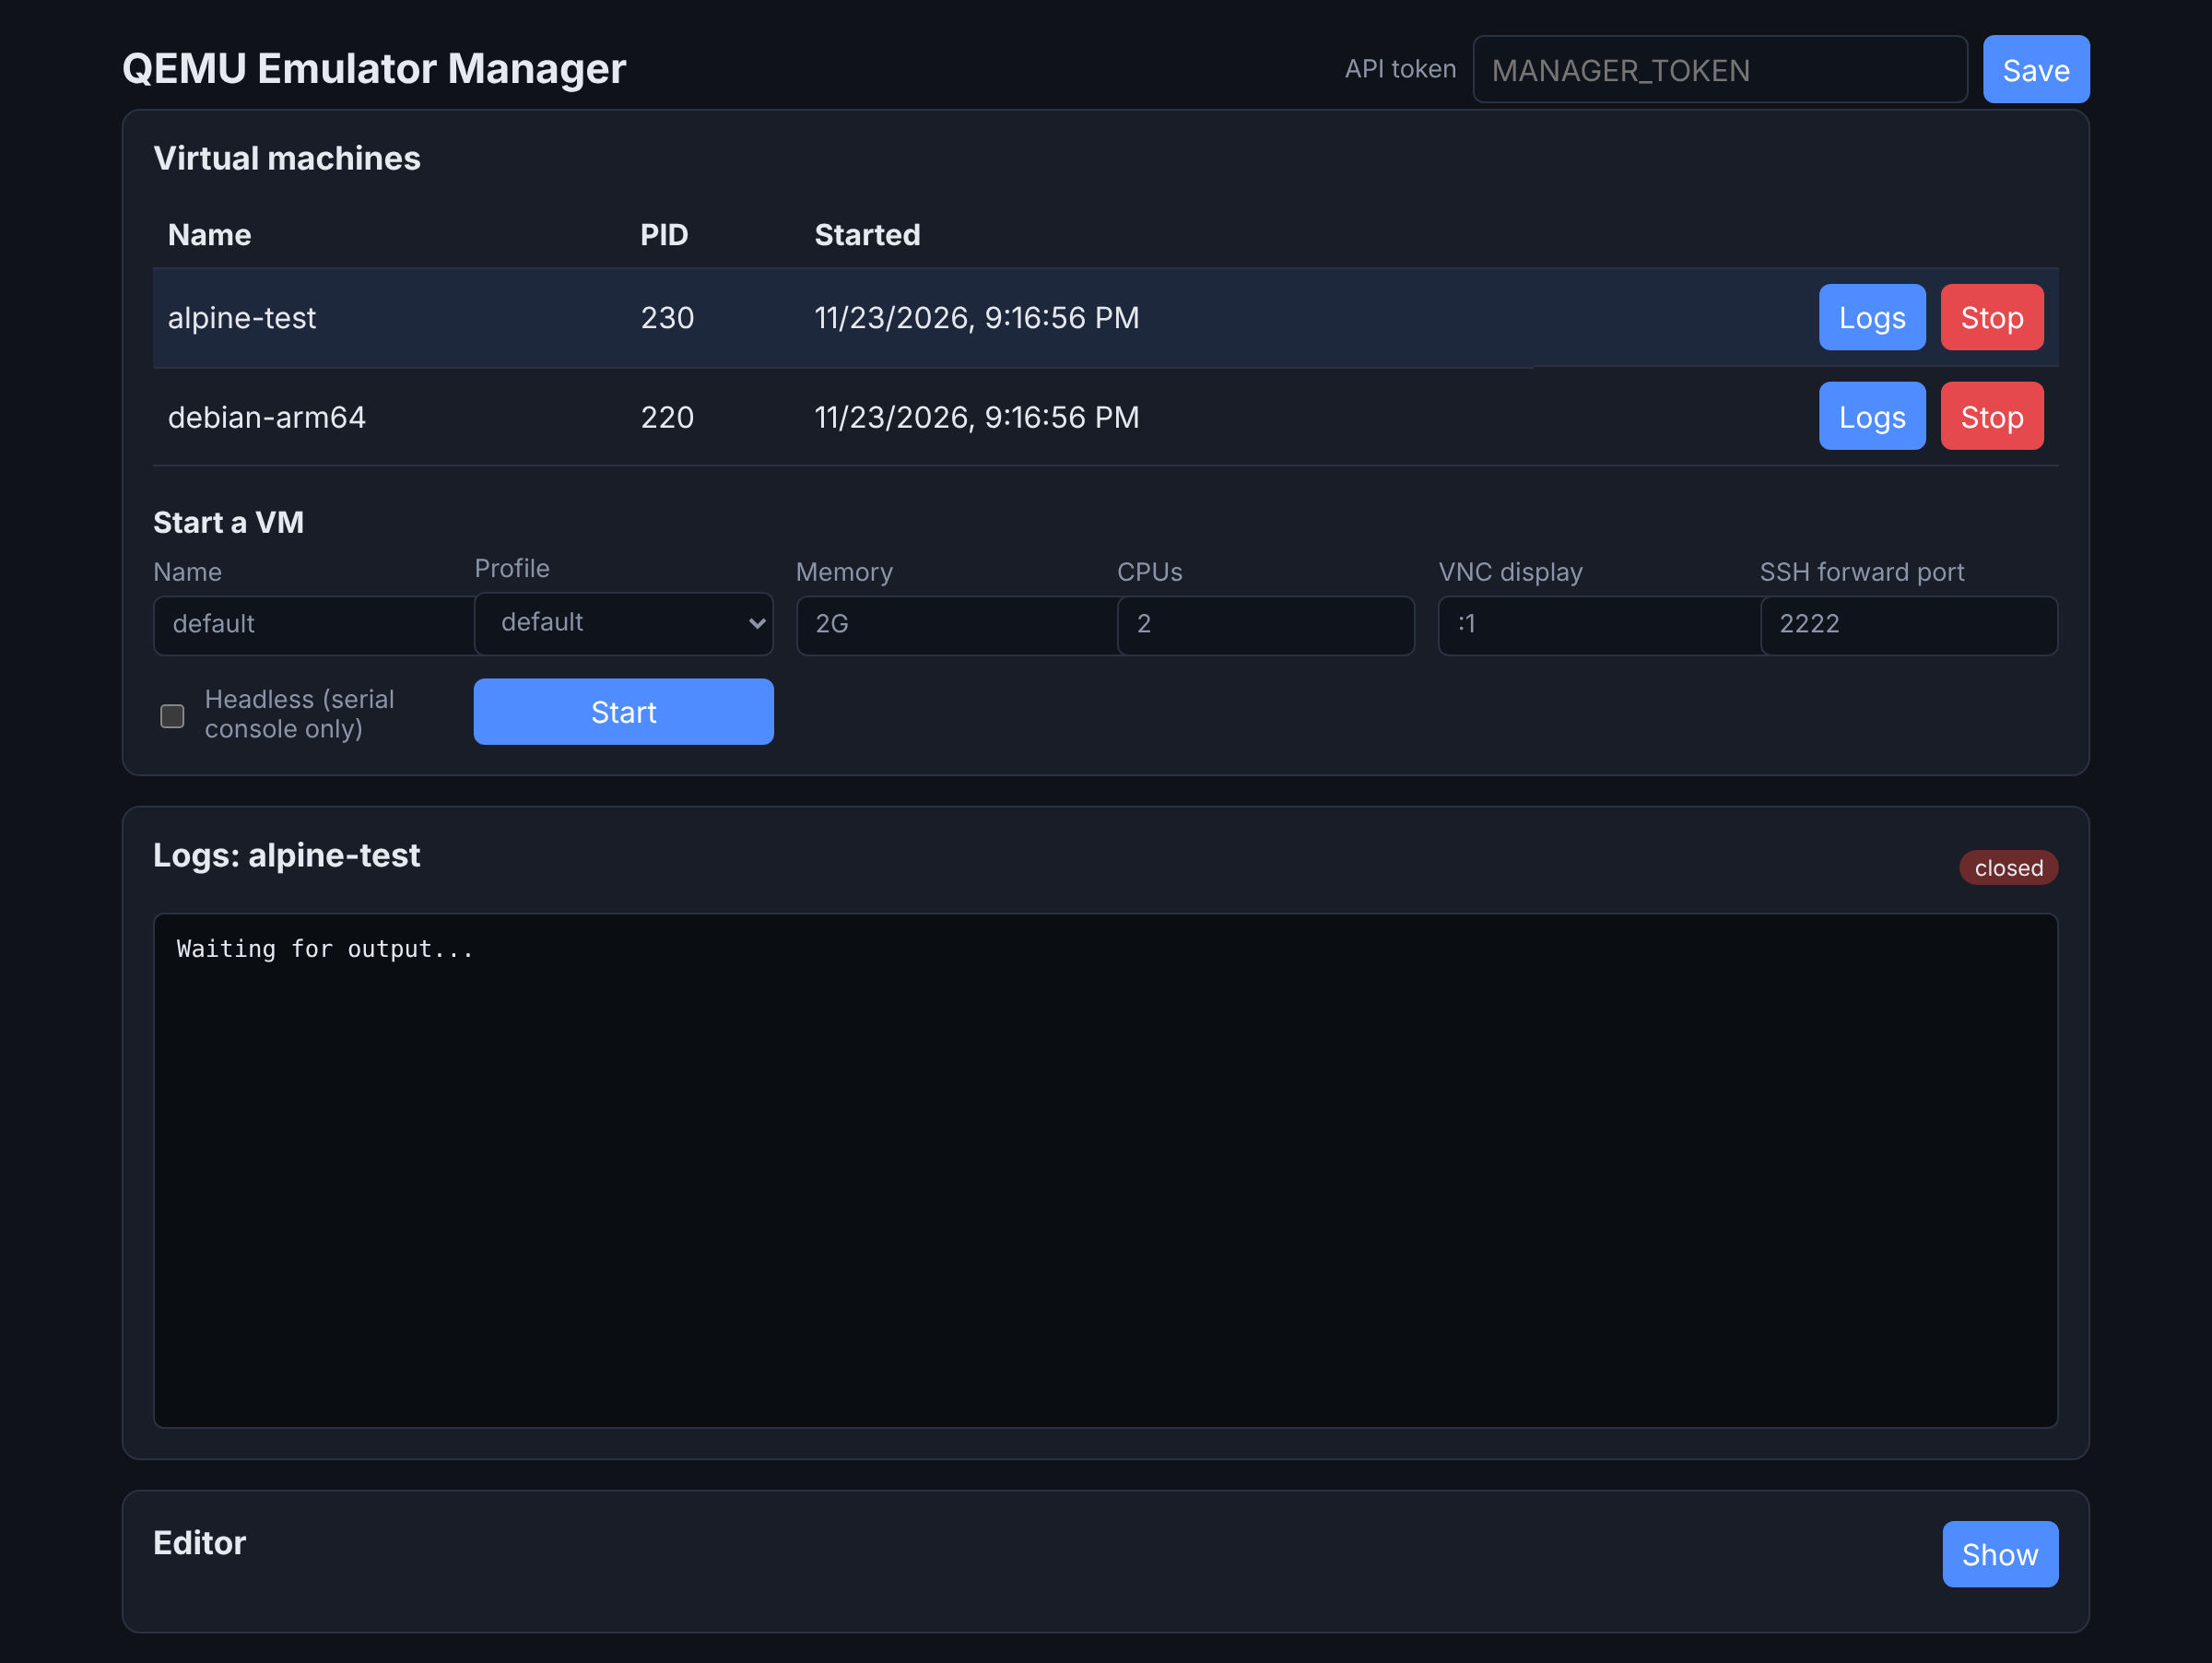 QEMU Emulator Manager
API token MANAGER_TOKEN Save
Virtual machines
Name PID Started
alpine-test 230 11/23/2026, 9:16:56 PM Logs Stop
debian-arm64 220 11/23/2026, 9:16:56 PM Logs Stop
Start a VM
Name Profile Memory CPUs VNC display SSH forward port
default default 2G 2 :1 2222
Headless (serial
console only)
Start
Logs: alpine-test
closed
Waiting for output...
Editor
Show